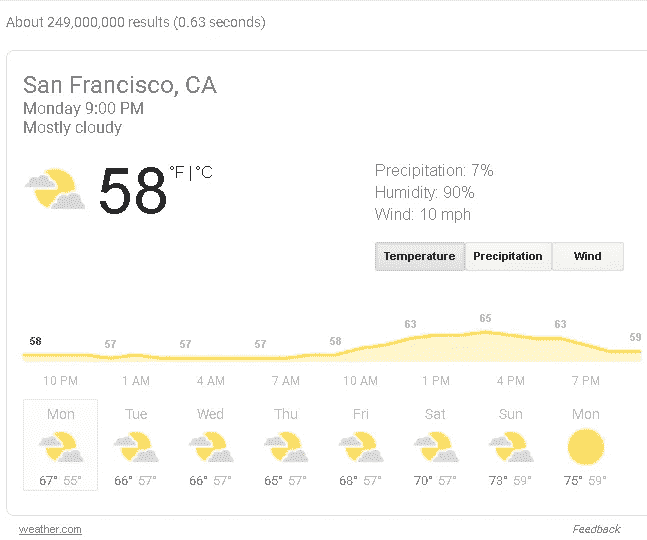 About 249,000,000 results (0.63 seconds)
San Francisco, CA
Monday 9:00 PM
Mostly cloudy
58 °F | °C
Precipitation: 7%
Humidity: 90%
Wind: 10 mph
Temperature Precipitation Wind
58 57 57 57 58 63 65 63 59
10 PM 1 AM 4 AM 7 AM 10 AM 1 PM 4 PM 7 PM
Mon Tue Wed Thu Fri Sat Sun Mon
67° 55° 66° 57° 66° 57° 65° 57° 68° 57° 70° 57° 73° 59° 75° 59°
weather.com Feedback